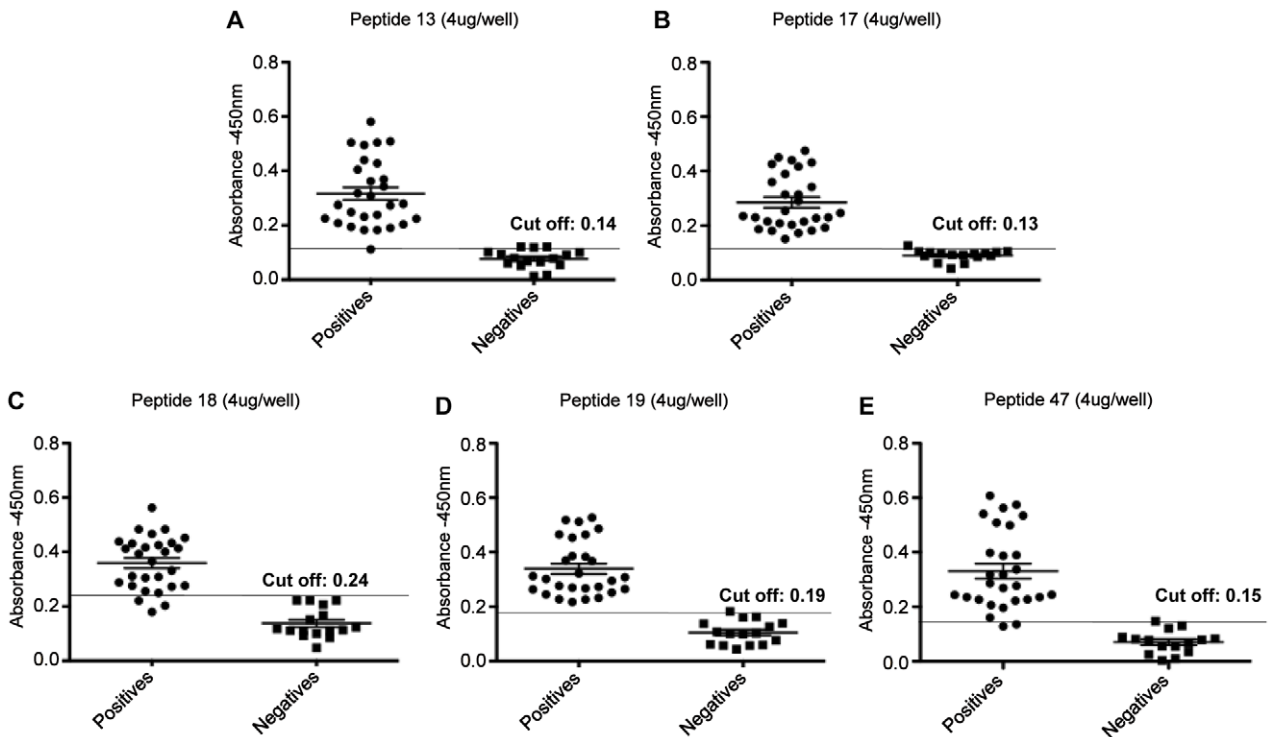 A
Peptide 13 (4ug/well)
Absorbance -450nm
0.8
0.6
0.4
0.2
0.0
Cut off: 0.14
Positives
Negatives
B
Peptide 17 (4ug/well)
Absorbance -450nm
0.8
0.6
0.4
0.2
0.0
Cut off: 0.13
Positives
Negatives
C
Peptide 18 (4ug/well)
Absorbance -450nm
0.8
0.6
0.4
0.2
0.0
Cut off: 0.24
Positives
Negatives
D
Peptide 19 (4ug/well)
Absorbance -450nm
0.8
0.6
0.4
0.2
0.0
Cut off: 0.19
Positives
Negatives
E
Peptide 47 (4ug/well)
Absorbance -450nm
0.8
0.6
0.4
0.2
0.0
Cut off: 0.15
Positives
Negatives